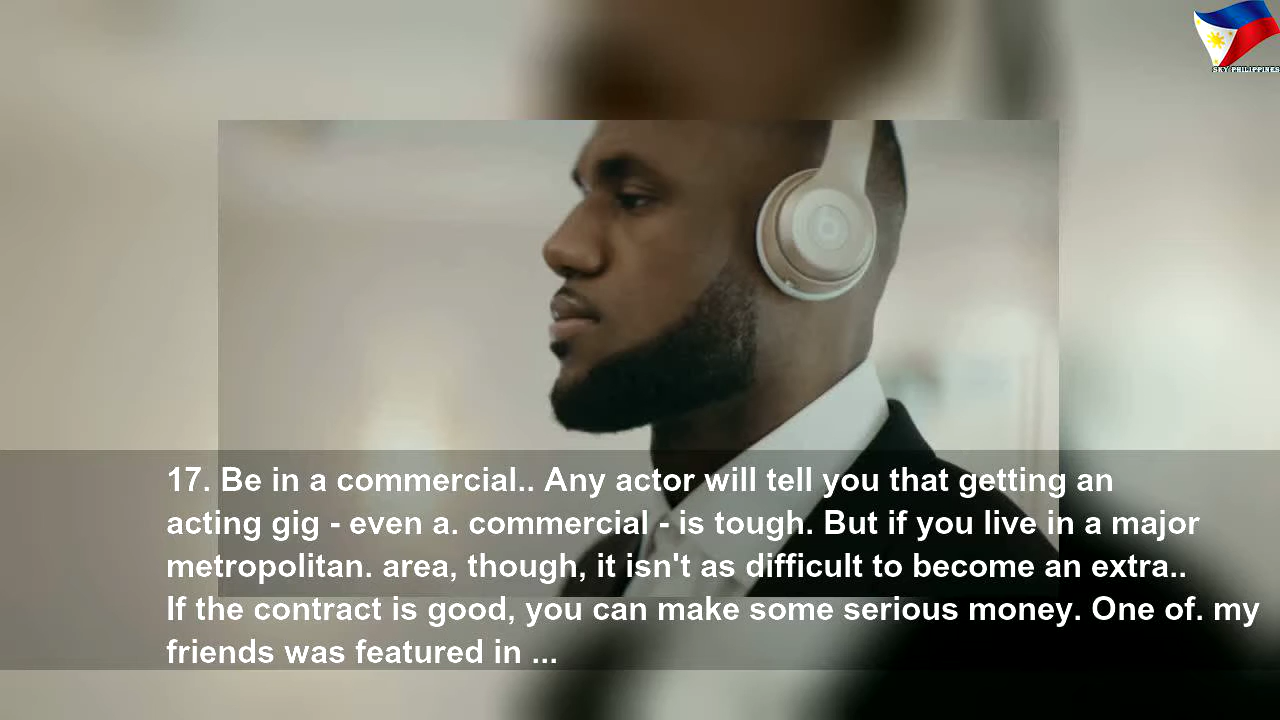 SKY PHILIPPINES
17. Be in a commercial.. Any actor will tell you that getting an
acting gig - even a. commercial - is tough. But if you live in a major
metropolitan. area, though, it isn't as difficult to become an extra..
If the contract is good, you can make some serious money. One of. my
friends was featured in ...